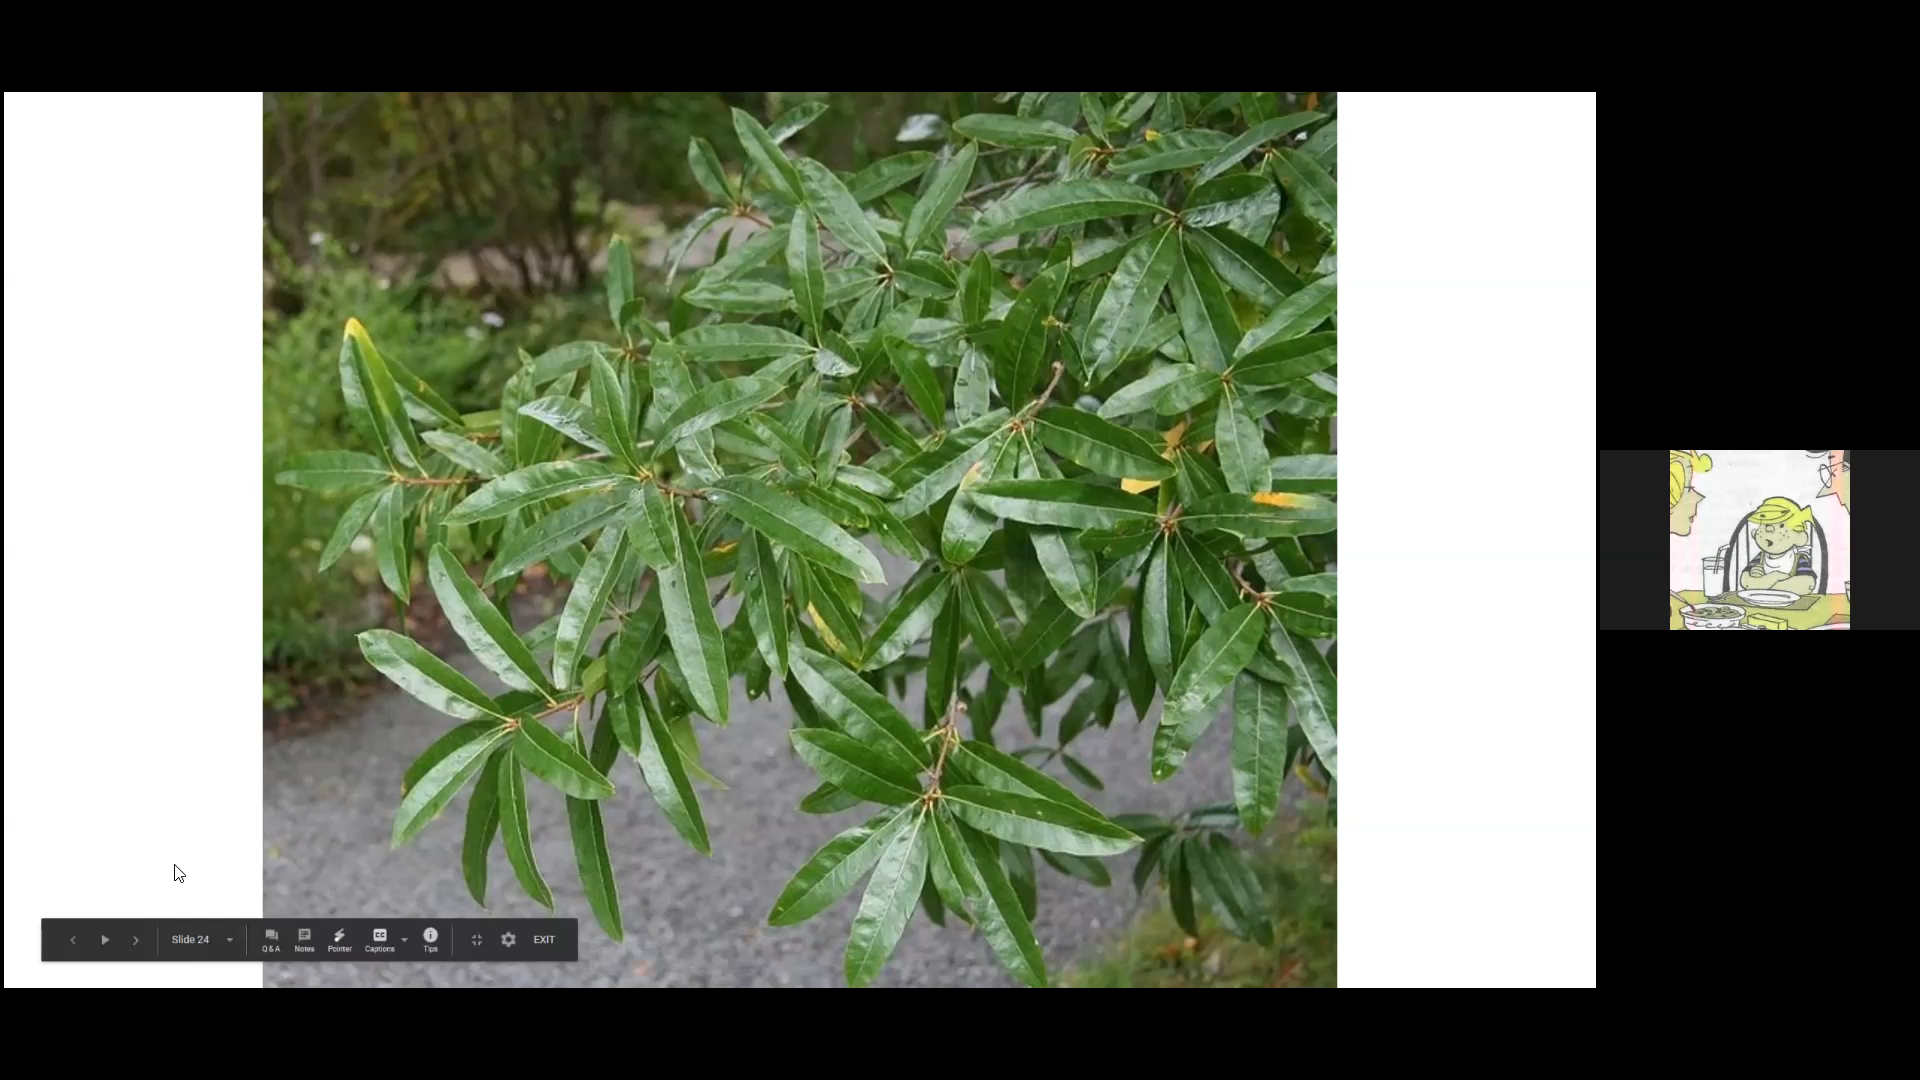 Slide 24
Q & A
Notes
Pointer
Captions
Tips
EXIT